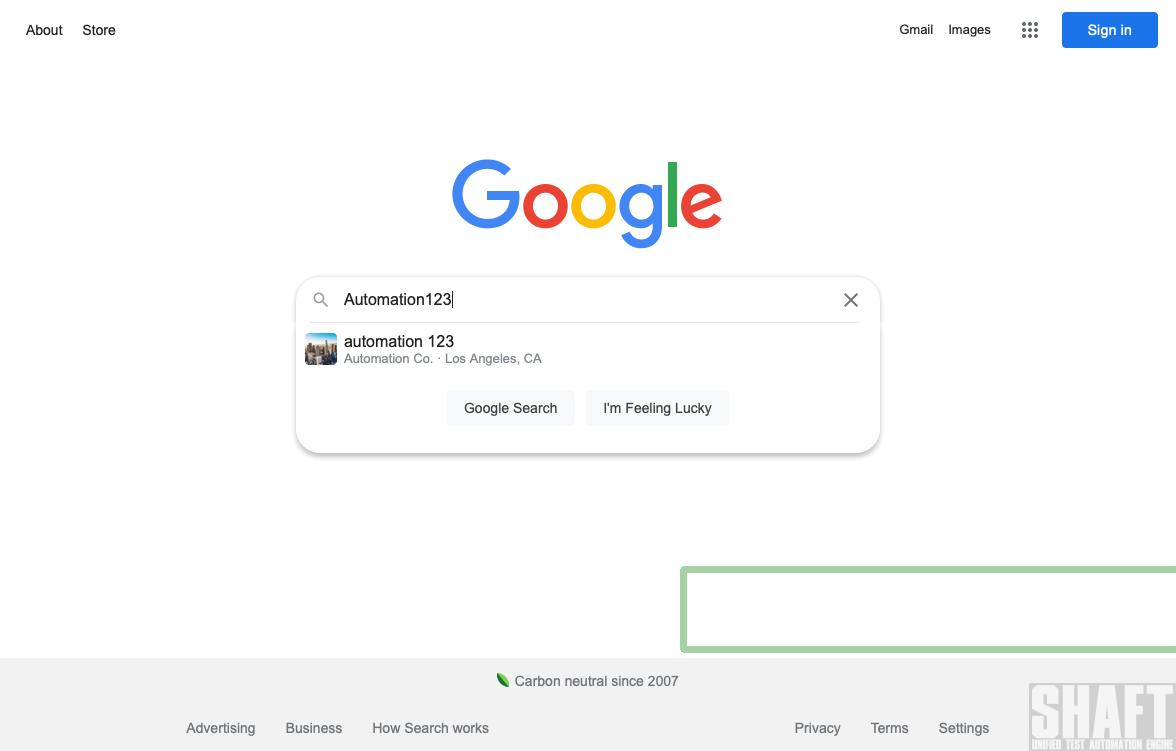 About Store Gmail Images Sign in
Google
Automation123
automation 123
Automation Co. · Los Angeles, CA
Google Search I'm Feeling Lucky
Carbon neutral since 2007
Advertising Business How Search works Privacy Terms Settings
SHAFT
UNIFIED TEST AUTOMATION ENGINE